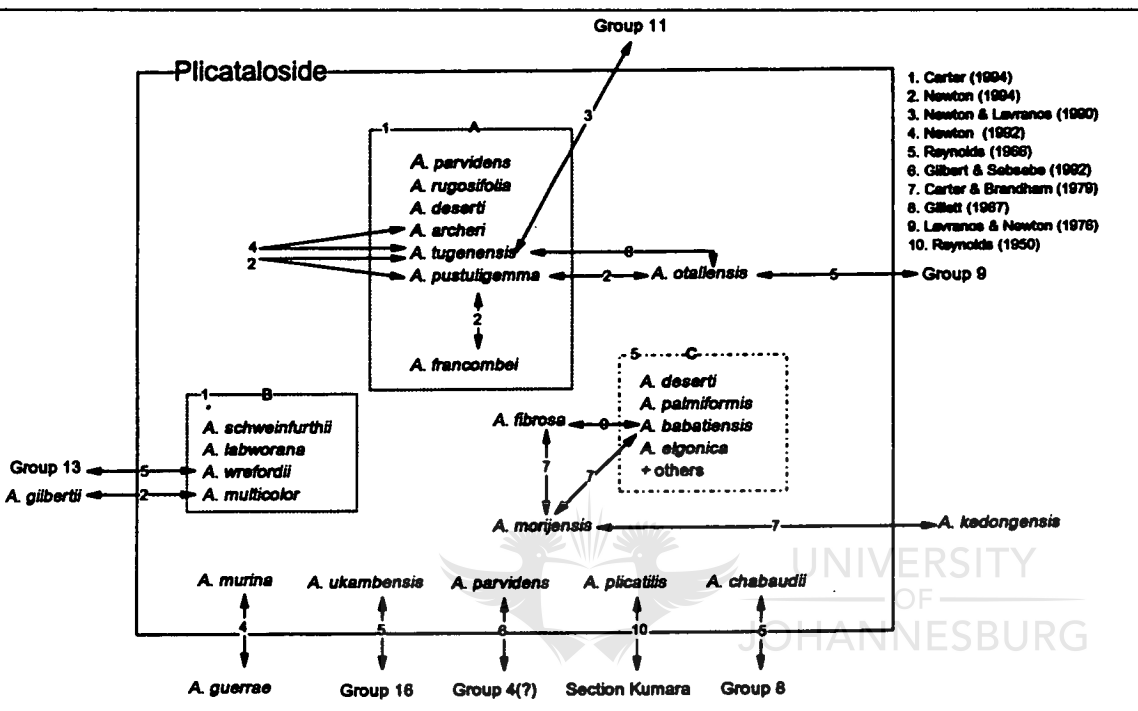 Group 11
Plicataloside
1. Carter (1994)
2. Newton (1994)
3. Newton & Lavranos (1990)
4. Newton (1992)
5. Reynolds (1966)
6. Gilbert & Sebsebe (1992)
7. Carter & Brandham (1979)
8. Gillett (1967)
9. Lavranos & Newton (1976)
10. Reynolds (1950)
3
1 A
A. parvidens
A. rugosifolia
A. deserti
A. archeri
A. tugenensis
A. pustuligemma
4
2
6
2
A. otallensis
5
Group 9
2
A. francombei
1 B
A. schweinfurthii
A. labworana
A. wrefordii
A. multicolor
Group 13
5
A. gilbertii
2
5 C
A. deserti
A. palmiformis
A. babatiensis
A. elgonica
+ others
A. fibrosa
9
7
7
A. morijensis
7
A. kedongensis
A. murina
A. ukambensis
A. parvidens
A. plicatilis
A. chabaudii
4
5
6
10
5
A. guerrae
Group 16
Group 4(?)
Section Kumara
Group 8
UNIVERSITY
OF
JOHANNESBURG